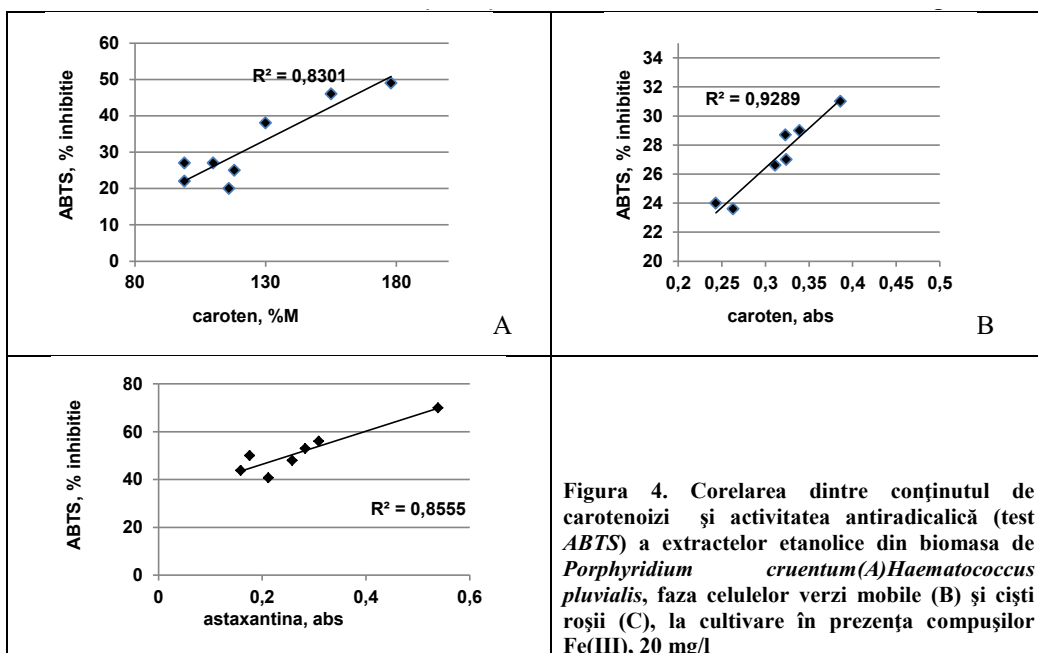 60
50
40
30
20
10
0
80 130 180
ABTS, % inhibitie
caroten, %M
R² = 0,8301
A
34
32
30
28
26
24
22
20
0,2 0,25 0,3 0,35 0,4 0,45 0,5
ABTS, % inhibitie
caroten, abs
R² = 0,9289
B
0 0,2 0,4 0,6
80
60
40
20
0
ABTS, % inhibitie
astaxantina, abs
R² = 0,8555
Figura 4. Corelarea dintre conţinutul de
carotenoizi şi activitatea antiradicalică (test
ABTS) a extractelor etanolice din biomasa de
Porphyridium cruentum(A)Haematococcus
pluvialis, faza celulelor verzi mobile (B) şi cişti
roşii (C), la cultivare în prezenţa compuşilor
Fe(III), 20 mg/l